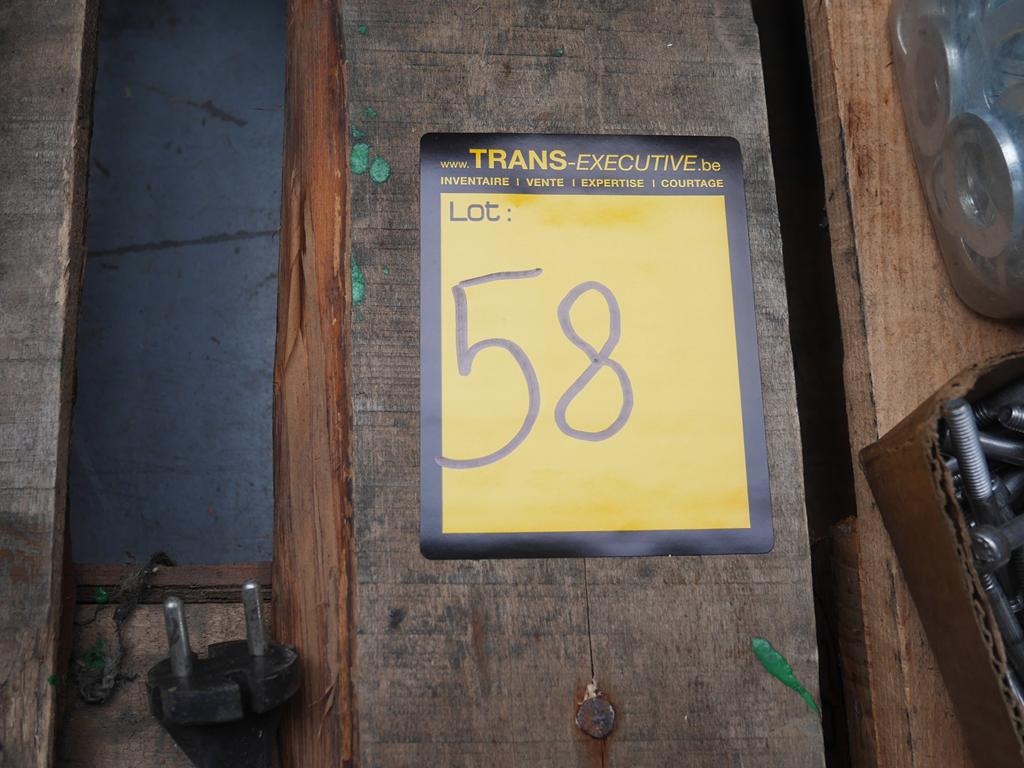 www.TRANS-EXECUTIVE.be
INVENTAIRE | VENTE | EXPERTISE | COURTAGE
Lot:
58